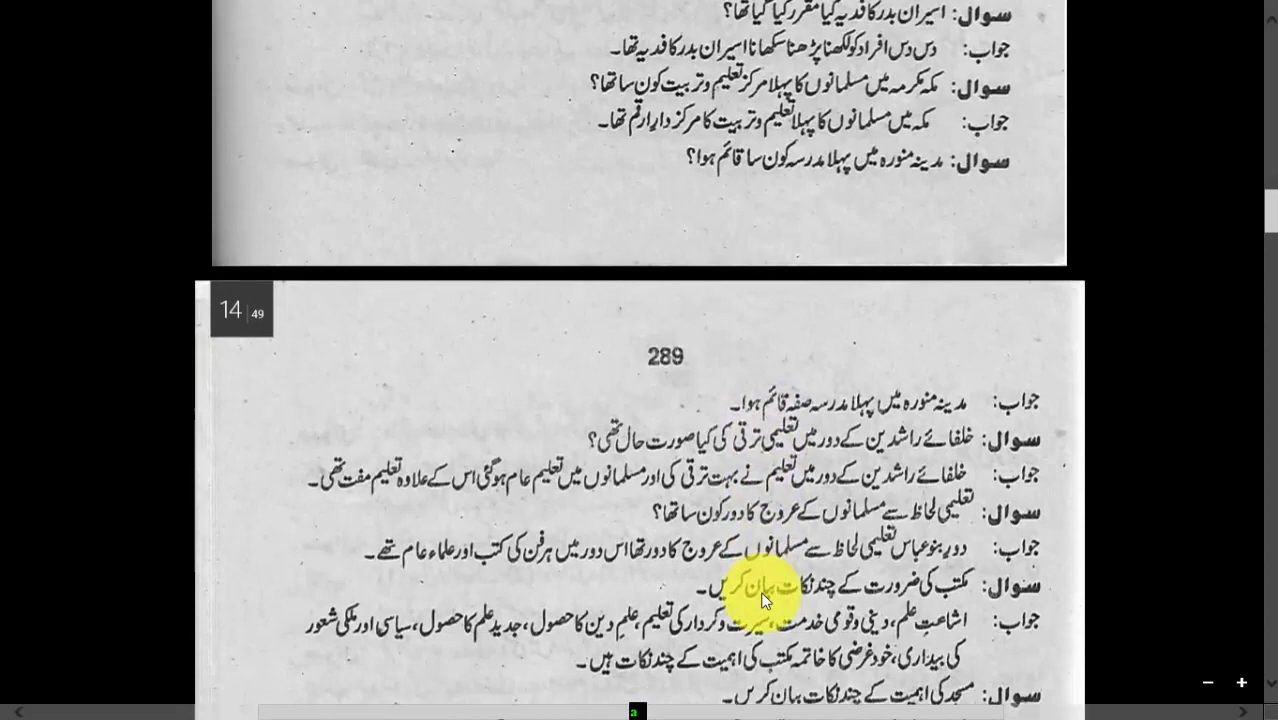 سوال: اسیران بدر کا فدیہ کیا مقرر کیا گیا تھا؟
جواب: دس دس افراد کو لکھنا پڑھنا سکھانا اسیران بدر کا فدیہ تھا۔
سوال: مکہ مکرمہ میں مسلمانوں کا پہلا مرکز تعلیم و تربیت کون سا تھا؟
جواب: مکہ میں مسلمانوں کا پہلا تعلیم و تربیت کا مرکز دارِ ارقم تھا۔
سوال: مدینہ منورہ میں پہلا مدرسہ کون سا قائم ہوا؟
14 | 49
289
جواب: مدینہ منورہ میں پہلا مدرسہ صفہ قائم ہوا۔
سوال: خلفائے راشدین کے دور میں تعلیمی ترقی کی کیا صورت حال تھی؟
جواب: خلفائے راشدین کے دور میں تعلیم نے بہت ترقی کی اور مسلمانوں میں تعلیم عام ہو گئی اس کے علاوہ تعلیم مفت تھی۔
سوال: تعلیمی لحاظ سے مسلمانوں کے عروج کا دور کون سا تھا؟
جواب: دورِ بنو عباس تعلیمی لحاظ سے مسلمانوں کے عروج کا دور تھا اس دور میں ہر فن کی کتب اور علماء عام تھے۔
سوال: مکتب کی ضرورت کے چند نکات بیان کریں۔
جواب: اشاعتِ علم، دینی و قومی خدمت، سیرت و کردار کی تعلیم، علمِ دین کا حصول، جدید علم کا حصول، سیاسی اور ملکی شعور
کی بیداری، خود غرضی کا خاتمہ مکتب کی اہمیت کے چند نکات ہیں۔
سوال: مسجد کی اہمیت کے چند نکات بیان کریں۔
a